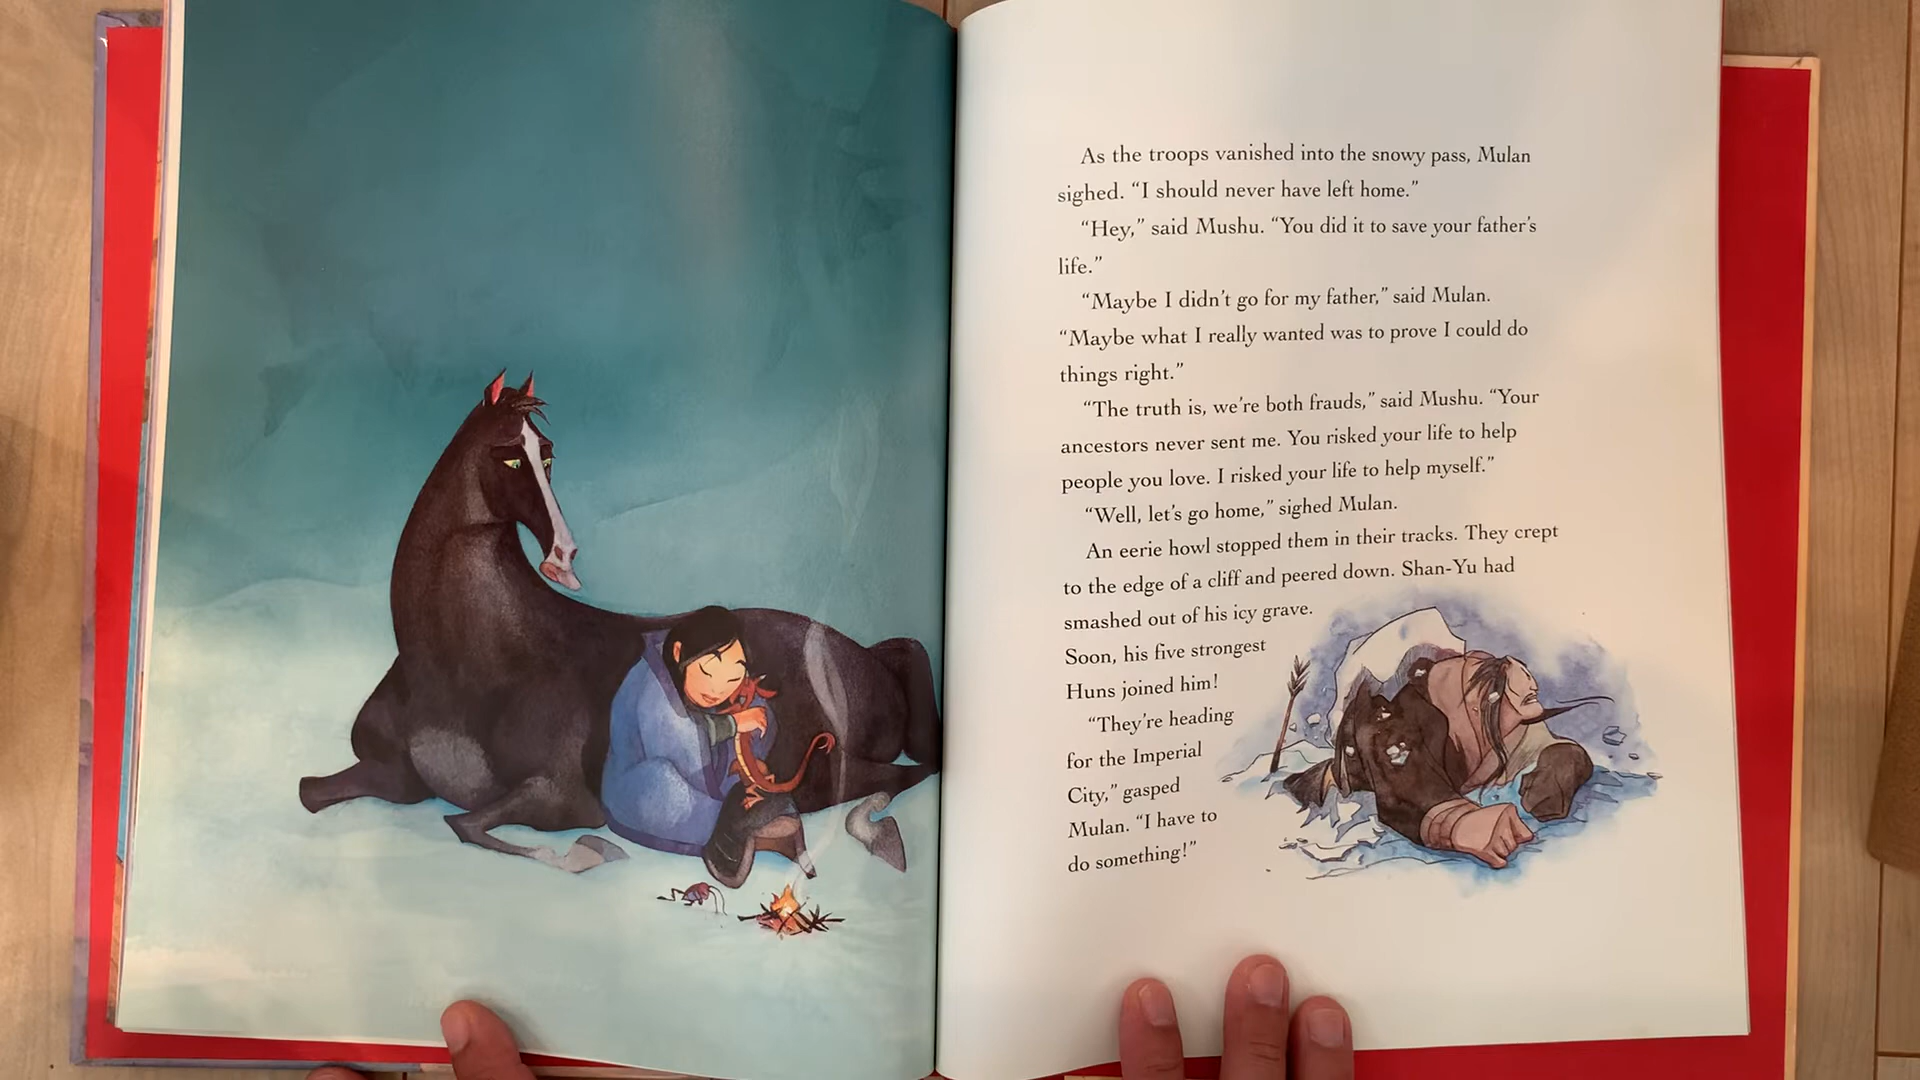 As the troops vanished into the snowy pass, Mulan
sighed. “I should never have left home.”
“Hey,” said Mushu. “You did it to save your father’s
life.”
“Maybe I didn’t go for my father,” said Mulan.
“Maybe what I really wanted was to prove I could do
things right.”
“The truth is, we’re both frauds,” said Mushu. “Your
ancestors never sent me. You risked your life to help
people you love. I risked your life to help myself.”
“Well, let’s go home,” sighed Mulan.
An eerie howl stopped them in their tracks. They crept
to the edge of a cliff and peered down. Shan-Yu had
smashed out of his icy grave.
Soon, his five strongest
Huns joined him!
“They’re heading
for the Imperial
City,” gasped
Mulan. “I have to
do something!”